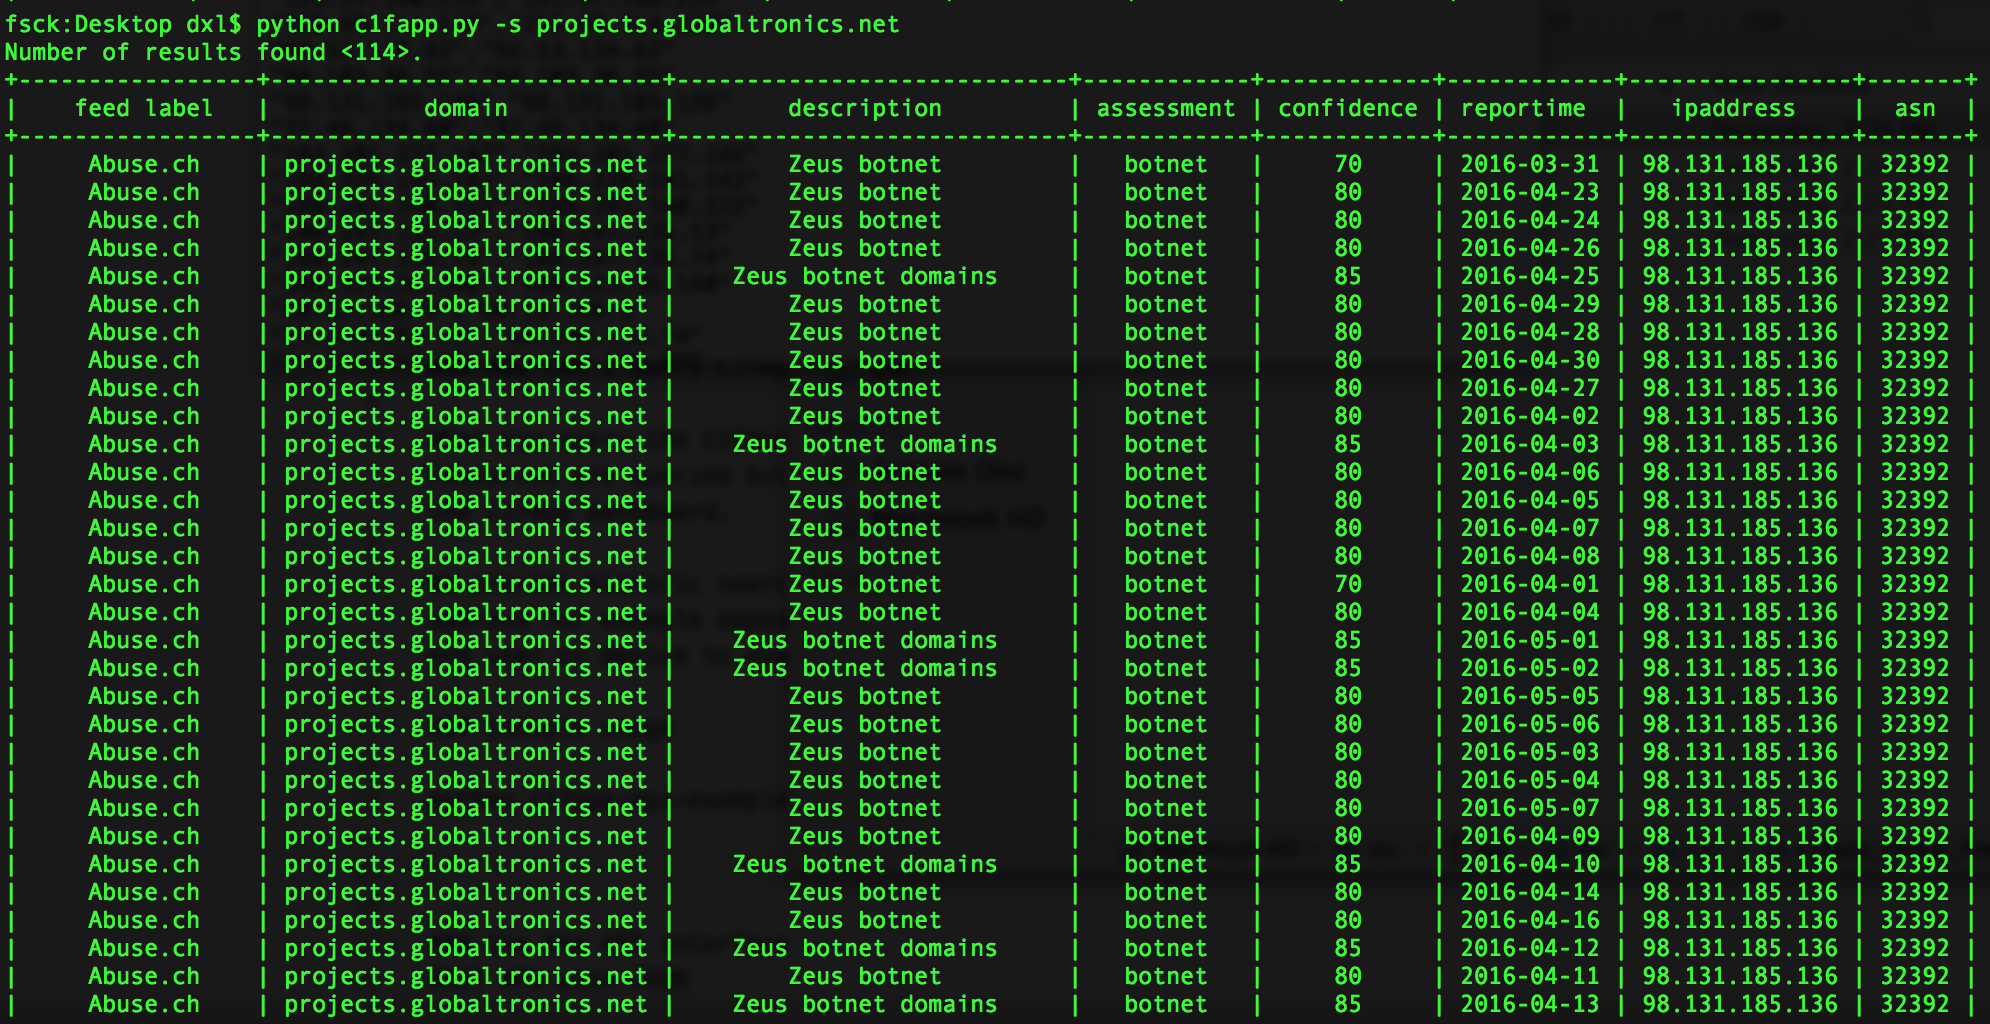 fsck:Desktop dxl$ python c1fapp.py -s projects.globaltronics.net
Number of results found <114>.
+-----------------+----------------------------+----------------------------+------------+------------+------------+----------------+-------+
| feed label | domain | description | assessment | confidence | reportime | ipaddress | asn |
+-----------------+----------------------------+----------------------------+------------+------------+------------+----------------+-------+
| Abuse.ch | projects.globaltronics.net | Zeus botnet | botnet | 70 | 2016-03-31 | 98.131.185.136 | 32392 |
| Abuse.ch | projects.globaltronics.net | Zeus botnet | botnet | 80 | 2016-04-23 | 98.131.185.136 | 32392 |
| Abuse.ch | projects.globaltronics.net | Zeus botnet | botnet | 80 | 2016-04-24 | 98.131.185.136 | 32392 |
| Abuse.ch | projects.globaltronics.net | Zeus botnet | botnet | 80 | 2016-04-26 | 98.131.185.136 | 32392 |
| Abuse.ch | projects.globaltronics.net | Zeus botnet domains | botnet | 85 | 2016-04-25 | 98.131.185.136 | 32392 |
| Abuse.ch | projects.globaltronics.net | Zeus botnet | botnet | 80 | 2016-04-29 | 98.131.185.136 | 32392 |
| Abuse.ch | projects.globaltronics.net | Zeus botnet | botnet | 80 | 2016-04-28 | 98.131.185.136 | 32392 |
| Abuse.ch | projects.globaltronics.net | Zeus botnet | botnet | 80 | 2016-04-30 | 98.131.185.136 | 32392 |
| Abuse.ch | projects.globaltronics.net | Zeus botnet | botnet | 80 | 2016-04-27 | 98.131.185.136 | 32392 |
| Abuse.ch | projects.globaltronics.net | Zeus botnet | botnet | 80 | 2016-04-02 | 98.131.185.136 | 32392 |
| Abuse.ch | projects.globaltronics.net | Zeus botnet domains | botnet | 85 | 2016-04-03 | 98.131.185.136 | 32392 |
| Abuse.ch | projects.globaltronics.net | Zeus botnet | botnet | 80 | 2016-04-06 | 98.131.185.136 | 32392 |
| Abuse.ch | projects.globaltronics.net | Zeus botnet | botnet | 80 | 2016-04-05 | 98.131.185.136 | 32392 |
| Abuse.ch | projects.globaltronics.net | Zeus botnet | botnet | 80 | 2016-04-07 | 98.131.185.136 | 32392 |
| Abuse.ch | projects.globaltronics.net | Zeus botnet | botnet | 80 | 2016-04-08 | 98.131.185.136 | 32392 |
| Abuse.ch | projects.globaltronics.net | Zeus botnet | botnet | 70 | 2016-04-01 | 98.131.185.136 | 32392 |
| Abuse.ch | projects.globaltronics.net | Zeus botnet | botnet | 80 | 2016-04-04 | 98.131.185.136 | 32392 |
| Abuse.ch | projects.globaltronics.net | Zeus botnet domains | botnet | 85 | 2016-05-01 | 98.131.185.136 | 32392 |
| Abuse.ch | projects.globaltronics.net | Zeus botnet domains | botnet | 85 | 2016-05-02 | 98.131.185.136 | 32392 |
| Abuse.ch | projects.globaltronics.net | Zeus botnet | botnet | 80 | 2016-05-05 | 98.131.185.136 | 32392 |
| Abuse.ch | projects.globaltronics.net | Zeus botnet | botnet | 80 | 2016-05-06 | 98.131.185.136 | 32392 |
| Abuse.ch | projects.globaltronics.net | Zeus botnet | botnet | 80 | 2016-05-03 | 98.131.185.136 | 32392 |
| Abuse.ch | projects.globaltronics.net | Zeus botnet | botnet | 80 | 2016-05-04 | 98.131.185.136 | 32392 |
| Abuse.ch | projects.globaltronics.net | Zeus botnet | botnet | 80 | 2016-05-07 | 98.131.185.136 | 32392 |
| Abuse.ch | projects.globaltronics.net | Zeus botnet | botnet | 80 | 2016-04-09 | 98.131.185.136 | 32392 |
| Abuse.ch | projects.globaltronics.net | Zeus botnet domains | botnet | 85 | 2016-04-10 | 98.131.185.136 | 32392 |
| Abuse.ch | projects.globaltronics.net | Zeus botnet | botnet | 80 | 2016-04-14 | 98.131.185.136 | 32392 |
| Abuse.ch | projects.globaltronics.net | Zeus botnet | botnet | 80 | 2016-04-16 | 98.131.185.136 | 32392 |
| Abuse.ch | projects.globaltronics.net | Zeus botnet domains | botnet | 85 | 2016-04-12 | 98.131.185.136 | 32392 |
| Abuse.ch | projects.globaltronics.net | Zeus botnet | botnet | 80 | 2016-04-11 | 98.131.185.136 | 32392 |
| Abuse.ch | projects.globaltronics.net | Zeus botnet domains | botnet | 85 | 2016-04-13 | 98.131.185.136 | 32392 |